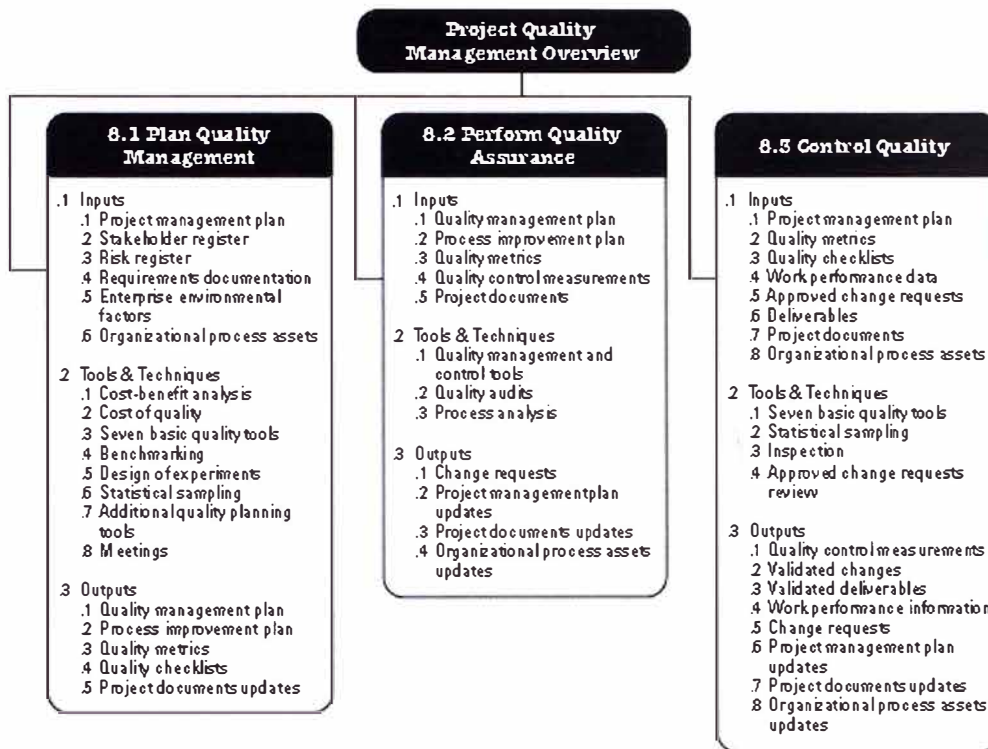 Project Quality
Management Overview
8.1 Plan Quality
Management
.1 Inputs
.1 Project management plan
.2 Stakeholder register
.3 Risk register
.4 Requirements documentation
.5 Enterprise environmental
factors
.6 Organizational process assets
.2 Tools & Techniques
.1 Cost-benefit analysis
.2 Cost of quality
.3 Seven basic quality tools
.4 Benchmarking
.5 Design of experiments
.6 Statistical sampling
.7 Additional quality planning
tools
.8 Meetings
.3 Outputs
.1 Quality management plan
.2 Process improvement plan
.3 Quality metrics
.4 Quality checklists
.5 Project documents updates
8.2 Perform Quality
Assurance
.1 Inputs
.1 Quality management plan
.2 Process improvement plan
.3 Quality metrics
.4 Quality control measurements
.5 Project documents
.2 Tools & Techniques
.1 Quality management and
control tools
.2 Quality audits
.3 Process analysis
.3 Outputs
.1 Change requests
.2 Project management plan
updates
.3 Project documents updates
.4 Organizational process assets
updates
8.3 Control Quality
.1 Inputs
.1 Project management plan
.2 Quality metrics
.3 Quality checklists
.4 Work performance data
.5 Approved change requests
.6 Deliverables
.7 Project documents
.8 Organizational process assets
.2 Tools & Techniques
.1 Seven basic quality tools
.2 Statistical sampling
.3 Inspection
.4 Approved change requests
review
.3 Outputs
.1 Quality control measurements
.2 Validated changes
.3 Validated deliverables
.4 Work performance information
.5 Change requests
.6 Project management plan
updates
.7 Project documents updates
.8 Organizational process assets
updates